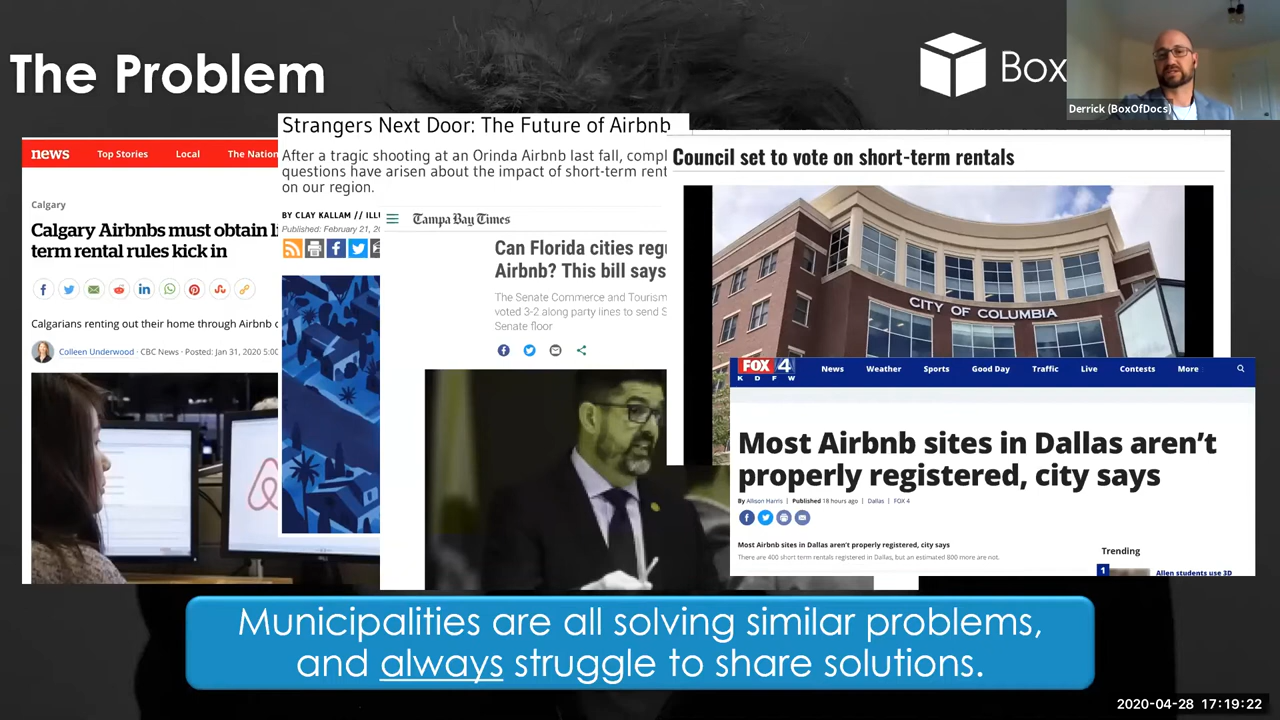 The Problem
Box
Derrick (BoxOfDocs)
news
Top Stories
Local
The Nation
Calgary
Calgary Airbnbs must obtain li
term rental rules kick in
Calgarians renting out their home through Airbnb
Colleen Underwood · CBC News · Posted: Jan 31, 2020 5:00
Strangers Next Door: The Future of Airbnb
After a tragic shooting at an Orinda Airbnb last fall, compl
questions have arisen about the impact of short-term rent
on our region.
BY CLAY KALLAM // ILL
Published: February 21, 20
Tampa Bay Times
Can Florida cities regu
Airbnb? This bill says
The Senate Commerce and Tourism
voted 3-2 along party lines to send S
Senate floor
Council set to vote on short-term rentals
CITY OF COLUMBIA
FOX 4
KDFW
News
Weather
Sports
Good Day
Traffic
Live
Contests
More
Most Airbnb sites in Dallas aren't
properly registered, city says
By Allison Harris | Published 18 hours ago | Dallas | FOX 4
Most Airbnb sites in Dallas aren't properly registered, city says
There are 400 short term rentals registered in Dallas, but an estimated 800 more are not.
Trending
1
Allen students use 3D
Municipalities are all solving similar problems,
and always struggle to share solutions.
2020-04-28 17:19:22